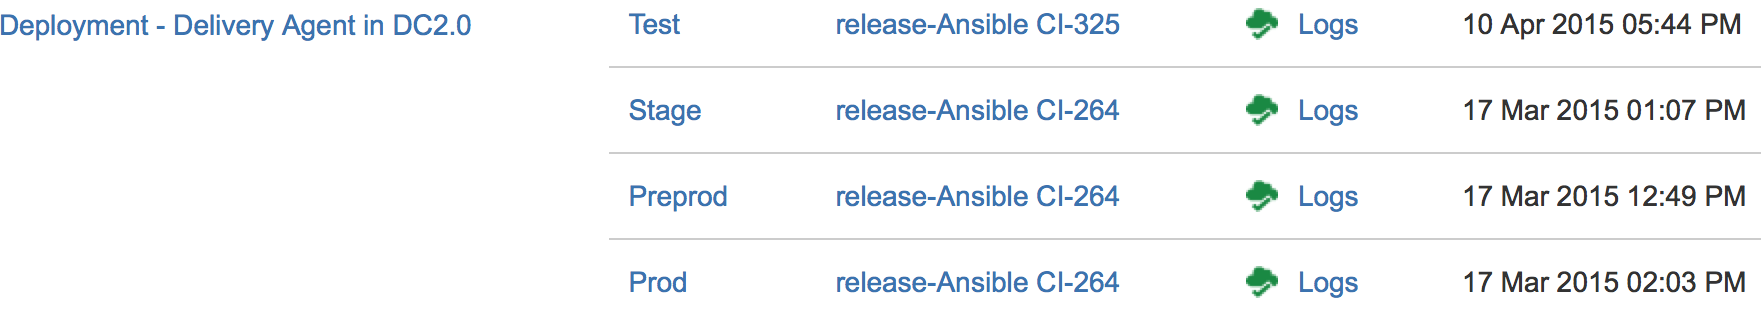 Deployment - Delivery Agent in DC2.0 Test release-Ansible CI-325 Logs 10 Apr 2015 05:44 PM
Stage release-Ansible CI-264 Logs 17 Mar 2015 01:07 PM
Preprod release-Ansible CI-264 Logs 17 Mar 2015 12:49 PM
Prod release-Ansible CI-264 Logs 17 Mar 2015 02:03 PM